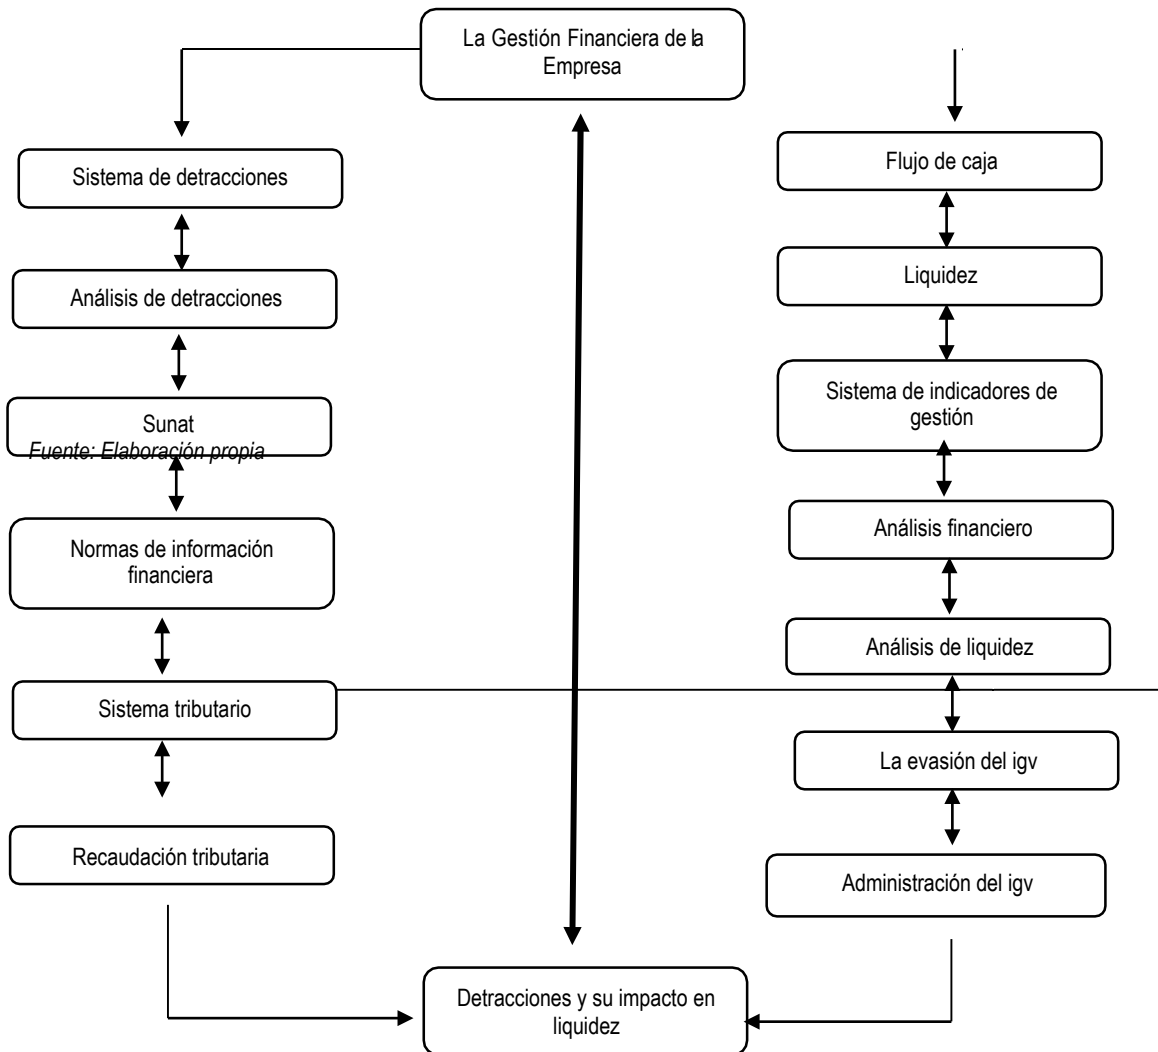 La Gestión Financiera de la
Empresa
Sistema de detracciones
Análisis de detracciones
Sunat
Fuente: Elaboración propia
Normas de información
financiera
Sistema tributario
Recaudación tributaria
Flujo de caja
Liquidez
Sistema de indicadores de
gestión
Análisis financiero
Análisis de liquidez
La evasión del igv
Administración del igv
Detracciones y su impacto en
liquidez